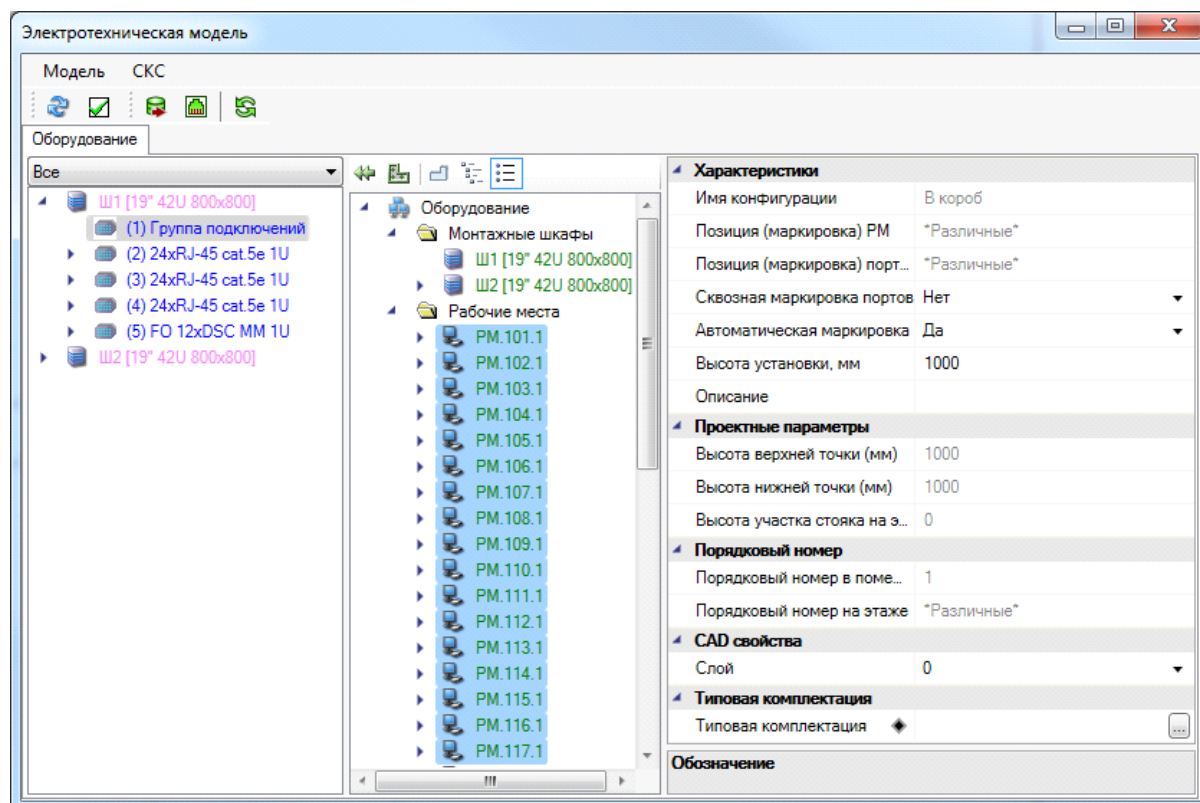 Электротехническая модель
Модель СКС
Оборудование
Все
Ш1 [19" 42U 800x800]
(1) Группа подключений
(2) 24xRJ-45 cat.5e 1U
(3) 24xRJ-45 cat.5e 1U
(4) 24xRJ-45 cat.5e 1U
(5) FO 12xDSC MM 1U
Ш2 [19" 42U 800x800]
Оборудование
Монтажные шкафы
Ш1 [19" 42U 800x800]
Ш2 [19" 42U 800x800]
Рабочие места
РМ.101.1
РМ.102.1
РМ.103.1
РМ.104.1
РМ.105.1
РМ.106.1
РМ.107.1
РМ.108.1
РМ.109.1
РМ.110.1
РМ.111.1
РМ.112.1
РМ.113.1
РМ.114.1
РМ.115.1
РМ.116.1
РМ.117.1
Характеристики
Имя конфигурации В короб
Позиция (маркировка) РМ *Различные*
Позиция (маркировка) порт... *Различные*
Сквозная маркировка портов Нет
Автоматическая маркировка Да
Высота установки, мм 1000
Описание
Проектные параметры
Высота верхней точки (мм) 1000
Высота нижней точки (мм) 1000
Высота участка стояка на э... 0
Порядковый номер
Порядковый номер в поме... 1
Порядковый номер на этаже *Различные*
CAD свойства
Слой 0
Типовая комплектация
Типовая комплектация ...
Обозначение